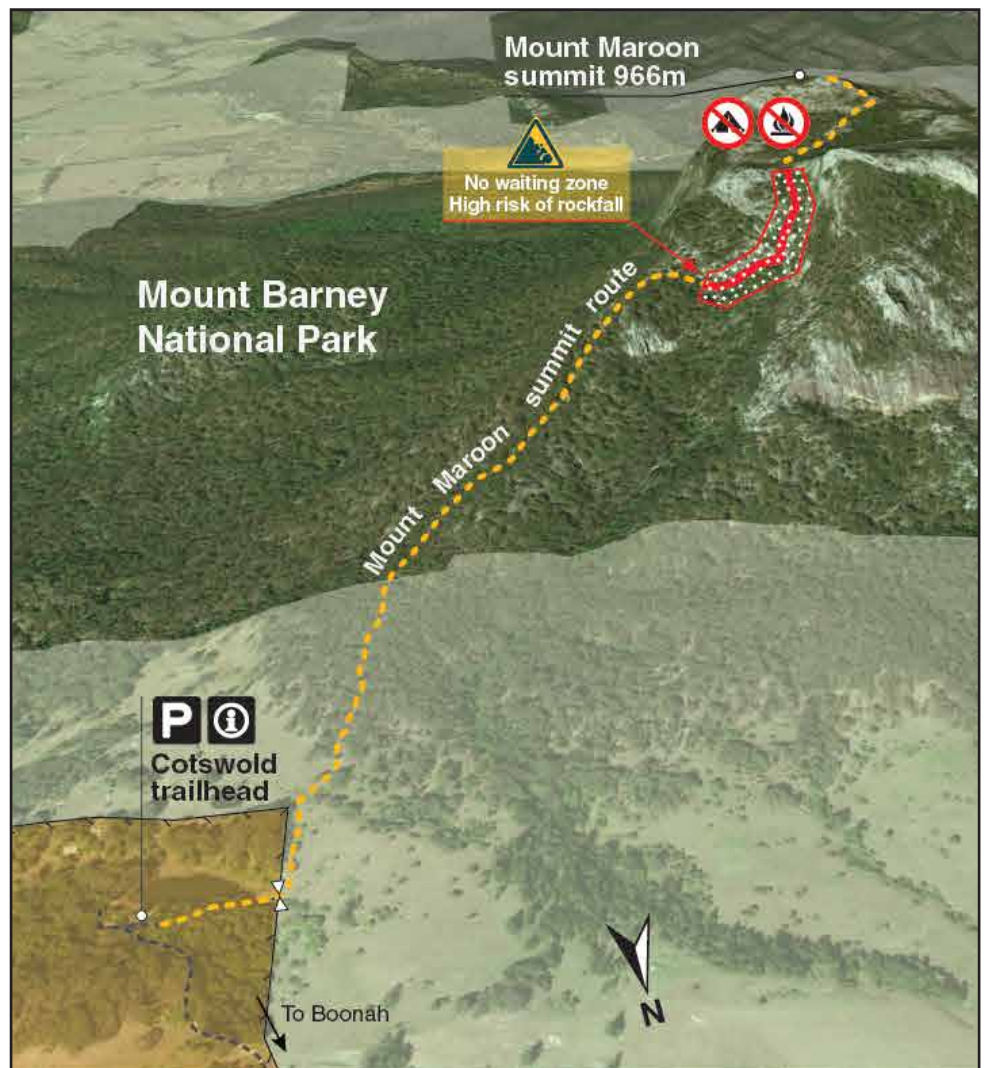 Mount Maroon
summit 966m
No waiting zone
High risk of rockfall
Mount Barney
National Park
Mount Maroon summit route
P i
Cotswold
trailhead
To Boonah
N